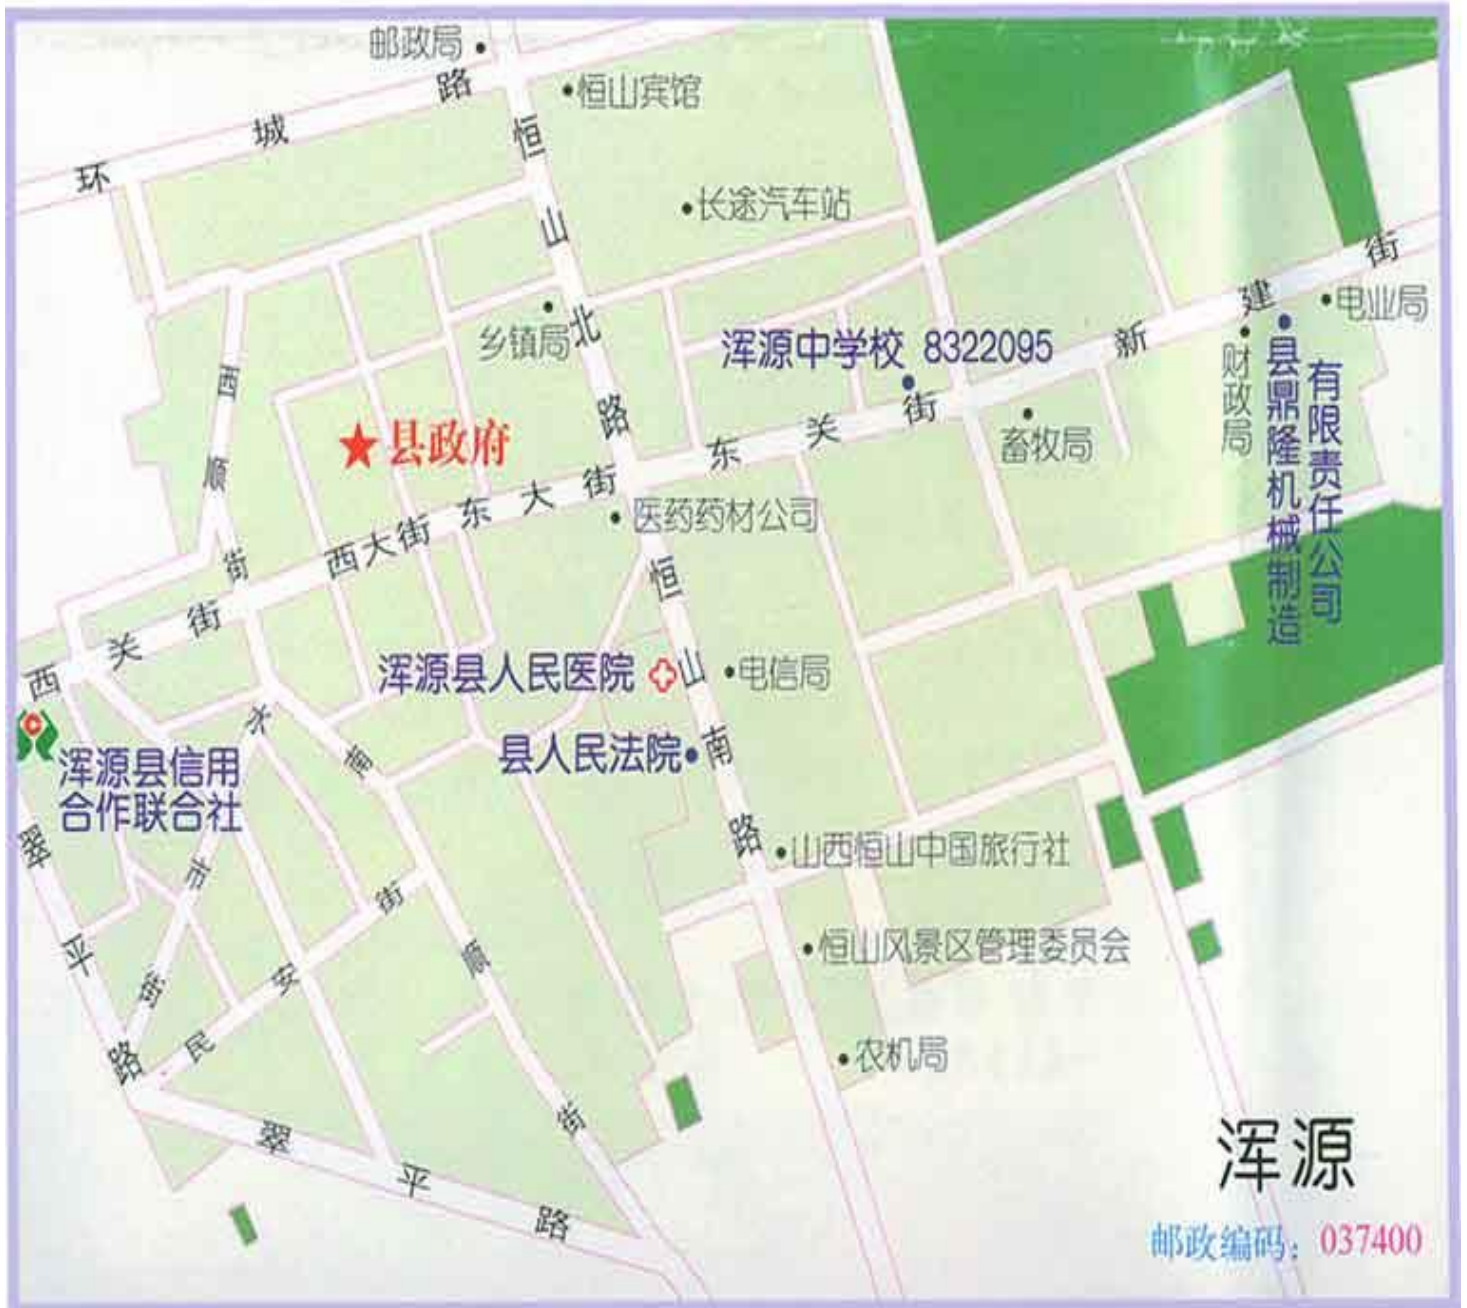 邮政局
恒山宾馆
环城路
长途汽车站
恒山北路
乡镇局
浑源中学校 8322095
新建街
电业局
财政局
县鼎隆机械制造
有限责任公司
西顺街
县政府
东关街
畜牧局
东大街
西大街
医药药材公司
西关街
恒山南路
浑源县人民医院
电信局
县人民法院
浑源县信用
合作联合社
水市街
南顺街
翠平路
民安街
山西恒山中国旅行社
恒山风景区管理委员会
农机局
翠平路
浑源
邮政编码：037400